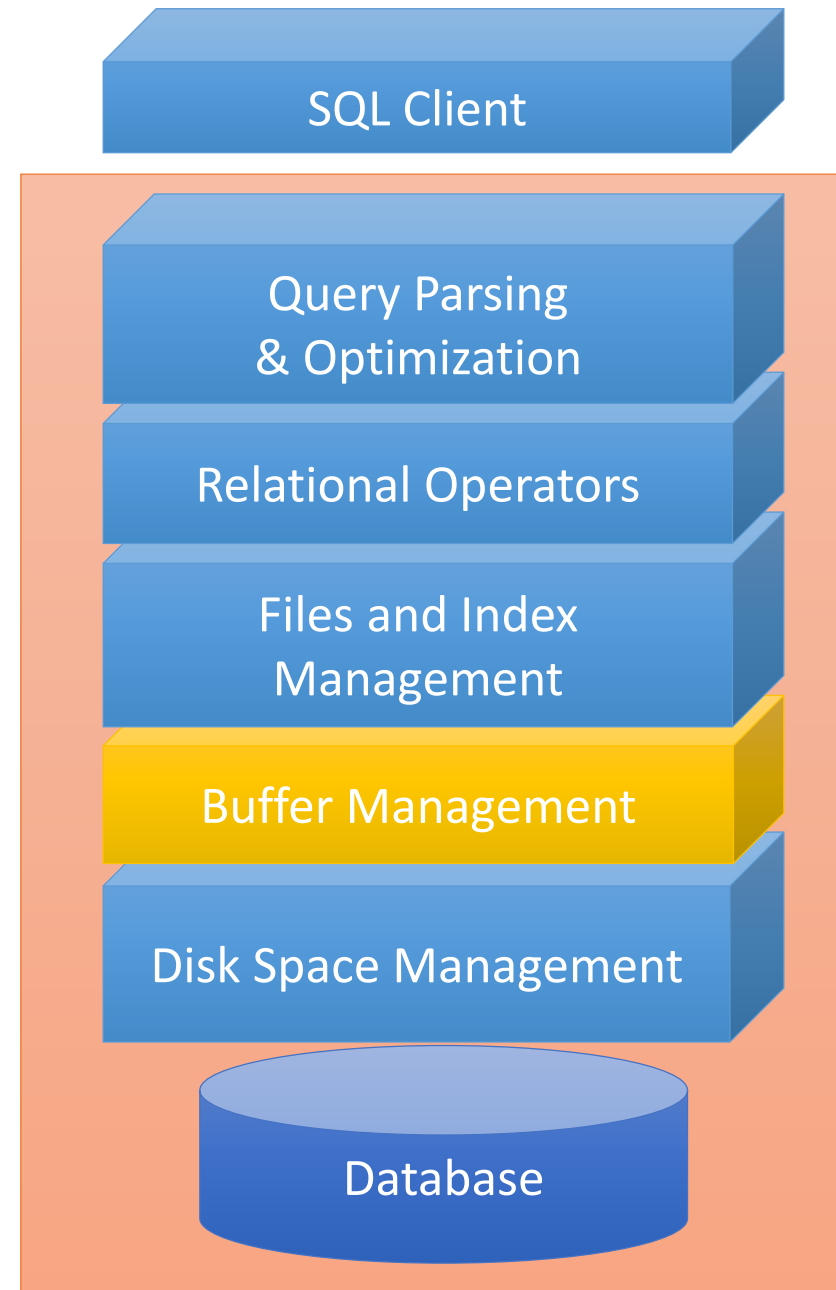 SQL Client
Query Parsing
& Optimization
Relational Operators
Files and Index
Management
Buffer Management
Disk Space Management
Database